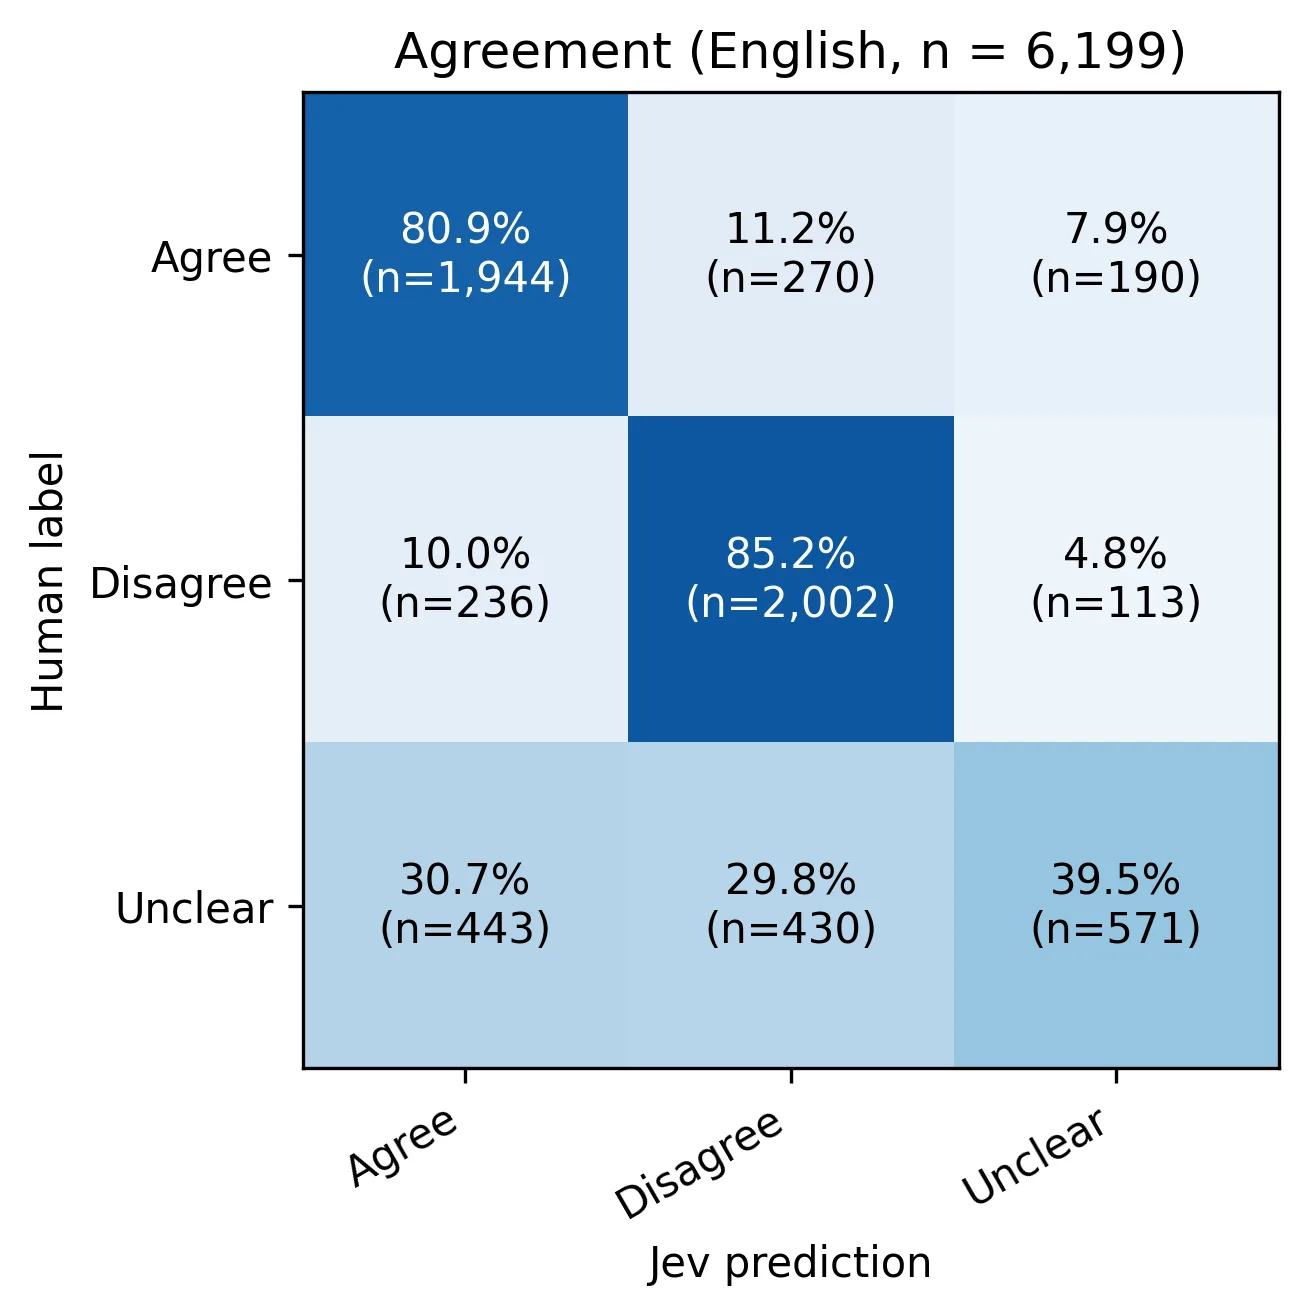 Agreement (English, n = 6,199)
Human label
Agree
80.9%
(n=1,944)
11.2%
(n=270)
7.9%
(n=190)
Disagree
10.0%
(n=236)
85.2%
(n=2,002)
4.8%
(n=113)
Unclear
30.7%
(n=443)
29.8%
(n=430)
39.5%
(n=571)
Agree
Disagree
Unclear
Jev prediction